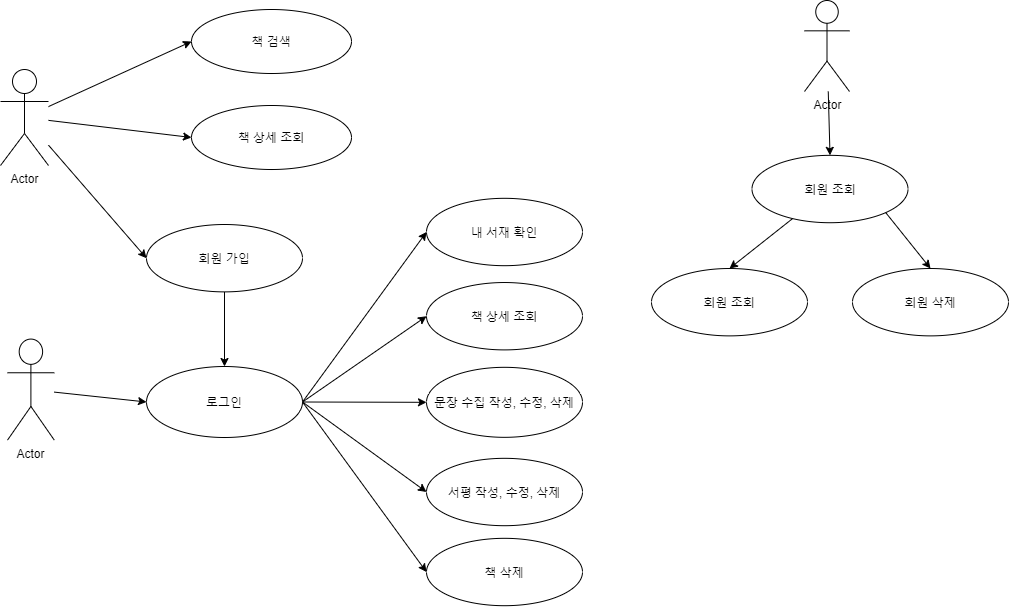 책 검색
책 상세 조회
Actor
회원 가입
내 서재 확인
책 상세 조회
로그인
문장 수집 작성, 수정, 삭제
Actor
서평 작성, 수정, 삭제
책 삭제
Actor
회원 조회
회원 조회
회원 삭제